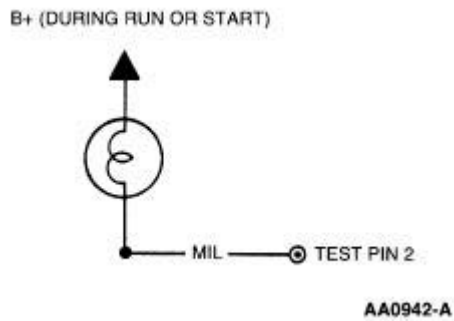 B+ (DURING RUN OR START)
MIL
TEST PIN 2
AA0942-A